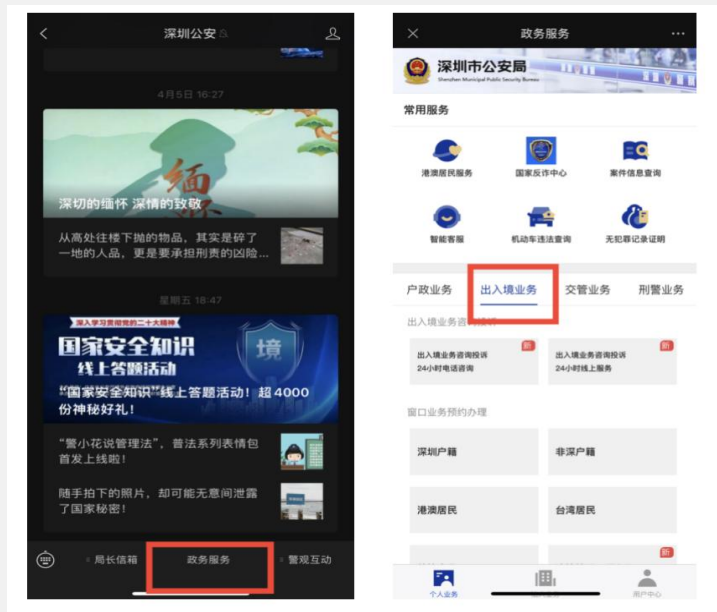 深圳公安
4月5日 16:27
缅
怀
深切的缅怀 深情的致敬
从高处往楼下抛的物品，其实是碎了
一地的人品，更是要承担刑责的凶险...
星期五 18:47
深入学习贯彻党的二十大精神
国家安全知识
线上答题活动
境
“国家安全知识”线上答题活动！超4000
份神秘好礼！
“警小花说管理法”，普法系列表情包
首发上线啦！
随手拍下的照片，却可能无意间泄露
了国家秘密！
局长信箱
政务服务
警观互动
政务服务
深圳市公安局
Shenzhen Municipal Public Security Bureau
常用服务
港澳居民服务
国家反诈中心
案件信息查询
智能客服
机动车违法查询
无犯罪记录证明
户政业务
出入境业务
交管业务
刑警业务
出入境业务咨询投诉
新
出入境业务咨询投诉
24小时电话咨询
新
出入境业务咨询投诉
24小时线上服务
窗口业务预约办理
深圳户籍
非深户籍
港澳居民
台湾居民
新
个人业务
用户中心